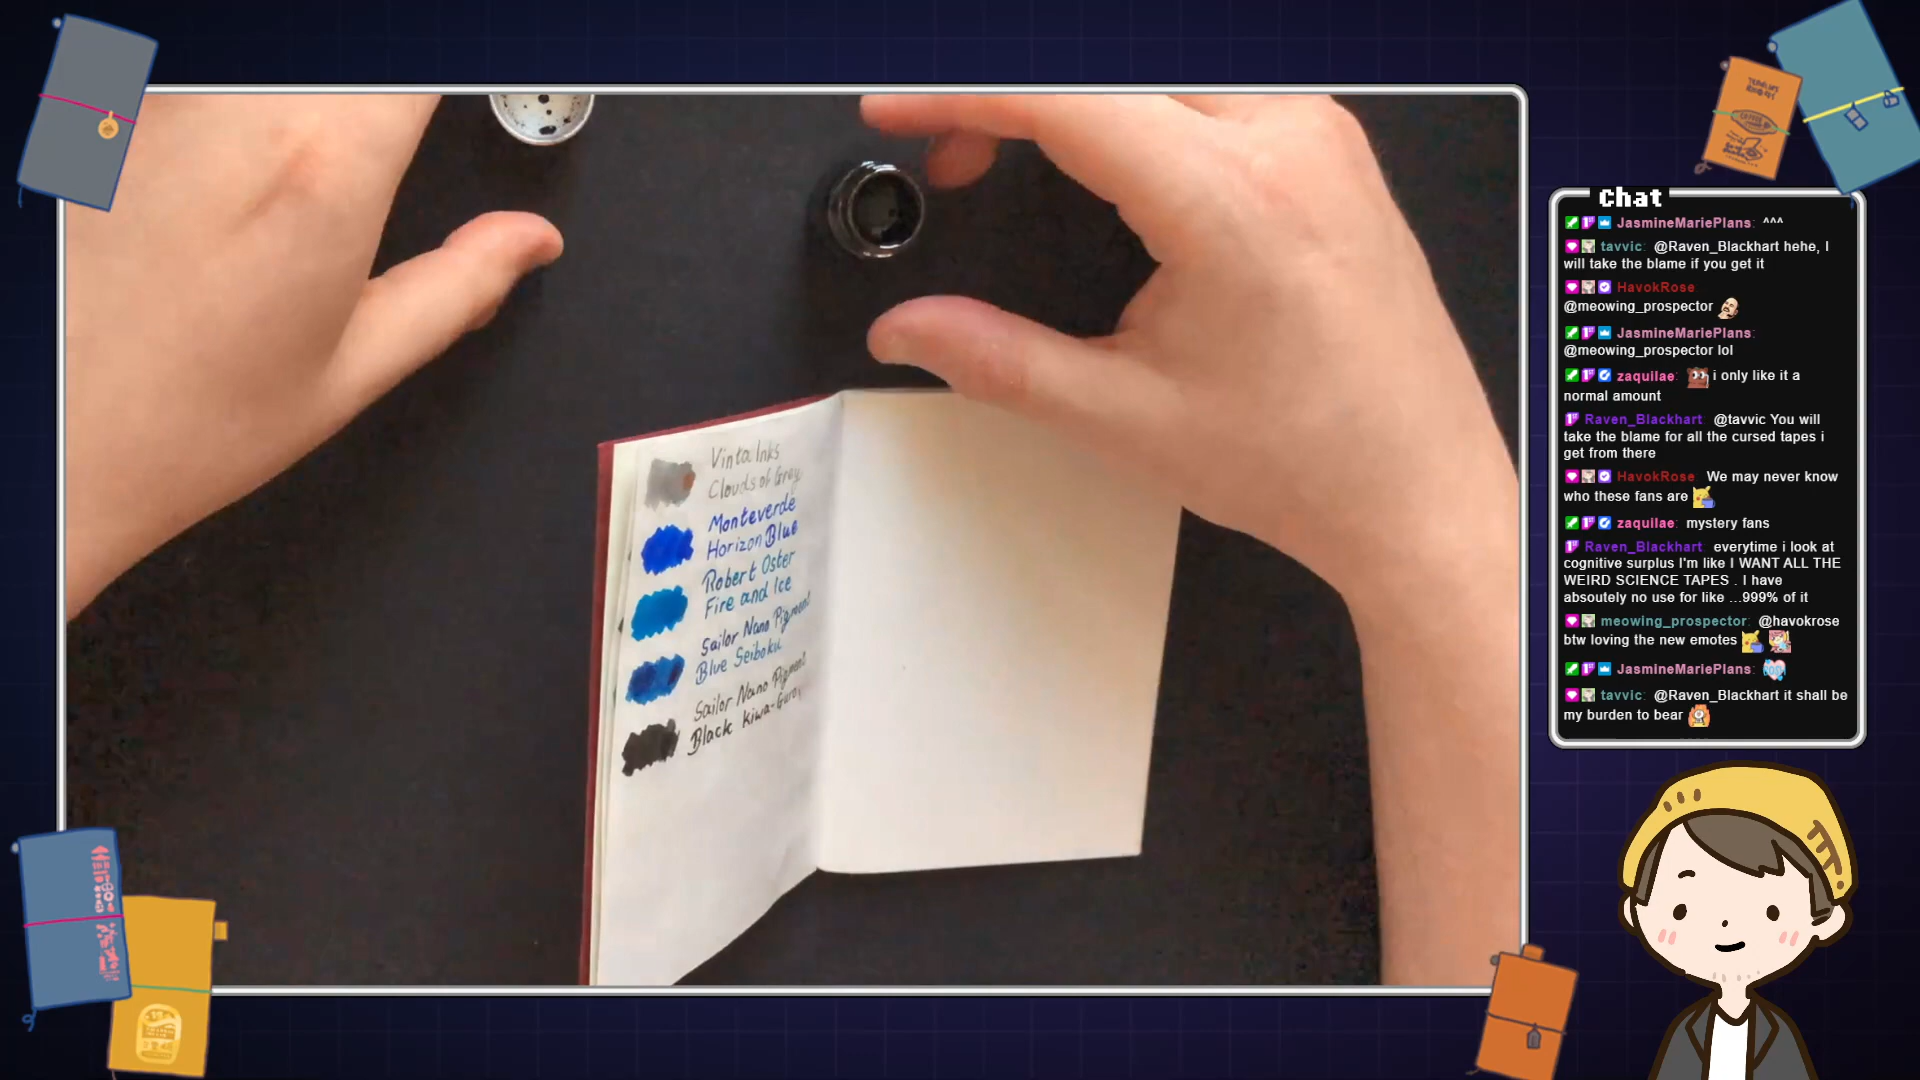 Vinta Inks
Clouds of Grey
Monteverde
Horizon Blue
Robert Oster
Fire and Ice
Sailor Nano Pigment
Blue Seiboku
Sailor Nano Pigment
Black Kiwa-Guro
chat
JasmineMariePlans: ^^^
tavvic: @Raven_Blackhart hehe, I
will take the blame if you get it
HavokRose:
@meowing_prospector
JasmineMariePlans:
@meowing_prospector lol
zaquilae: i only like it a
normal amount
Raven_Blackhart: @tavvic You will
take the blame for all the cursed tapes i
get from there
HavokRose: We may never know
who these fans are
zaquilae: mystery fans
Raven_Blackhart: everytime i look at
cognitive surplus I'm like I WANT ALL THE
WEIRD SCIENCE TAPES . I have
absoutely no use for like ...999% of it
meowing_prospector: @havokrose
btw loving the new emotes
JasmineMariePlans:
tavvic: @Raven_Blackhart it shall be
my burden to bear